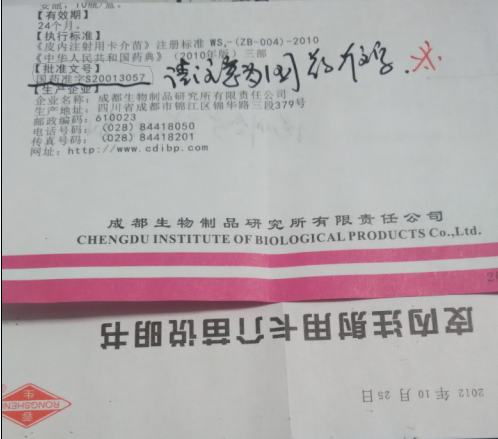 安瓿，10瓶/盒。
【有效期】
24个月。
【执行标准】
《皮内注射用卡介苗》注册标准 WS₄-(ZB-004)-2010
《中华人民共和国药典》（2010年版）三部
【批准文号】
国药准字S20013057
【生产企业】
企业名称：成都生物制品研究所有限责任公司
生产地址：四川省成都市锦江区锦华路三段379号
邮政编码：610023
电话号码：（028）84418050
传真号码：（028）84418201
网址：http://www.cdibp.com
成都生物制品研究所有限责任公司
CHENGDU INSTITUTE OF BIOLOGICAL PRODUCTS Co.,Ltd.
皮内注射用卡介苗说明书
2012年10月25日
RONGSHENG